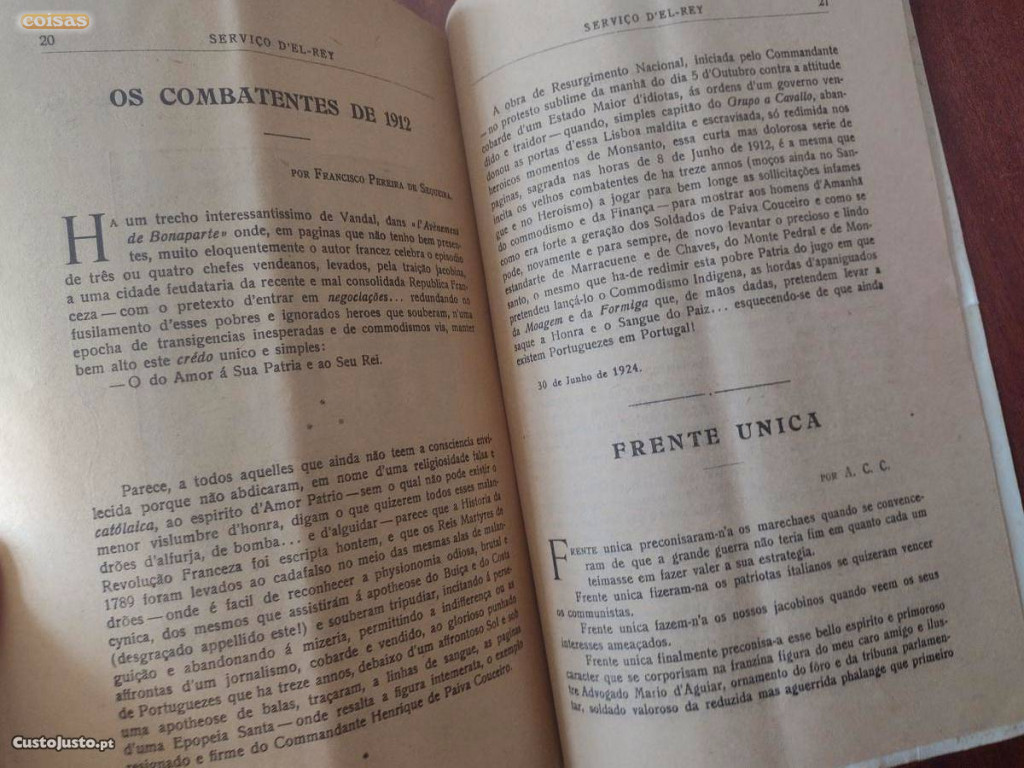 coisas
20
SERVIÇO D'EL-REY
OS COMBATENTES DE 1912
POR FRANCISCO PEREIRA DE SEQUEIRA.
HA um trecho interessantissimo de Vandal, dans «l'Avènement
de Bonaparte» onde, em paginas que não tenho bem presen-
tes, muito eloquentemente o autor francez celebra o episodio
de três ou quatro chefes vendeanos, levados, pela traição jacobina,
a uma cidade feudataria da recente e mal consolidada Republica Fran-
ceza — com o pretexto d'entrar em negociações... redundando no
fusilamento d'esses pobres e ignorados heroes que souberam, n'uma
epocha de transigencias inesperadas e de commodismos vis, manter
bem alto este crédo unico e simples:
— O do Amor á Sua Patria e ao Seu Rei.
Parece, a todos aquelles que ainda não teem a consciencia envi-
lecida porque não abdicaram, em nome d'uma religiosidade falsa e
catôlaica, ao espirito d'Amor Patrio — sem o qual não pode existir o
menor vislumbre d'honra, digam o que quizerem todos esses malan-
drões d'alfurja, de bomba... e d'alguidar — parece que a Historia da
Revolução Franceza foi escripta hontem, e que os Reis Martyres de
1789 foram levados ao cadafalso no meio das mesmas alas de malan-
drões — onde é facil de reconhecer a physionomia odiosa, brutal e
cynica, dos mesmos que assistirám á apotheose do Buiça e do Costa
(desgraçado appellido este!) e souberam tripudiar, incitando á perse-
guição e abandonando á mizeria, permittindo a indifferença ou as
affrontas d'um jornalismo, cobarde e vendido, ao glorioso punhado
de Portuguezes que ha treze annos, debaixo d'um affrontoso Sol e sob
uma apotheose de balas, traçaram, a linhas de sangue, as paginas
d'uma Epopeia Santa — onde resalta a figura intemerata, o exemplo
resignado e firme do Commandante Henrique de Paiva Couceiro.
SERVIÇO D'EL-REY
21
A obra de Resurgimento Nacional, iniciada pelo Commandante
— no protesto sublime da manhã do dia 5 d'Outubro contra a attitude
cobarde d'um Estado Maior d'idiotas, ás ordens d'um governo ven-
dido e traidor — quando, simples capitão do Grupo a Cavallo, aban-
donou as portas d'essa Lisboa maldita e escravisada, só redimida nos
heroicos momentos de Monsanto, essa curta mas dolorosa serie de
paginas, sagrada nas horas de 8 de Junho de 1912, é a mesma que
incita os velhos combatentes de ha treze annos (moços ainda no San-
gue e no Heroismo) a jogar para bem longe as sollicitações infames
do commodismo e da Finança — para mostrar aos homens d'Amanhã
como era forte a geração dos Soldados de Paiva Couceiro e como se
pode, novamente e para sempre, de novo levantar o precioso e lindo
estandarte de Marracuene e de Chaves, do Monte Pedral e de Mon-
santo, o mesmo que ha-de redimir esta pobre Patria do jugo em que
pretendeu lançá-lo o Commodismo Indigena, as hordas d'apaniguados
da Moagem e da Formiga que, de mãos dadas, pretendem levar a
saque a Honra e o Sangue do Paiz... esquecendo-se de que ainda
existem Portuguezes em Portugal!
30 de Junho de 1924.
FRENTE UNICA
POR A. C. C.
FRENTE unica preconisaram-n'a os marechaes quando se convence-
ram de que a grande guerra não teria fim em quanto cada um
teimasse em fazer valer a sua estrategia.
Frente unica fizeram-na os patriotas italianos se quizeram vencer
os communistas.
Frente unica fazem-n'a os nossos jacobinos quando veem os seus
interesses ameaçados.
Frente unica finalmente preconisa-a esse bello espirito e primoroso
caracter que se corporisam na franzina figura do meu caro amigo e ilus-
tre Advogado Mario d'Aguiar, ornamento do fôro e da tribuna parlamen-
tar, soldado valoroso da reduzida mas aguerrida phalange que primeiro
CustoJusto.pt